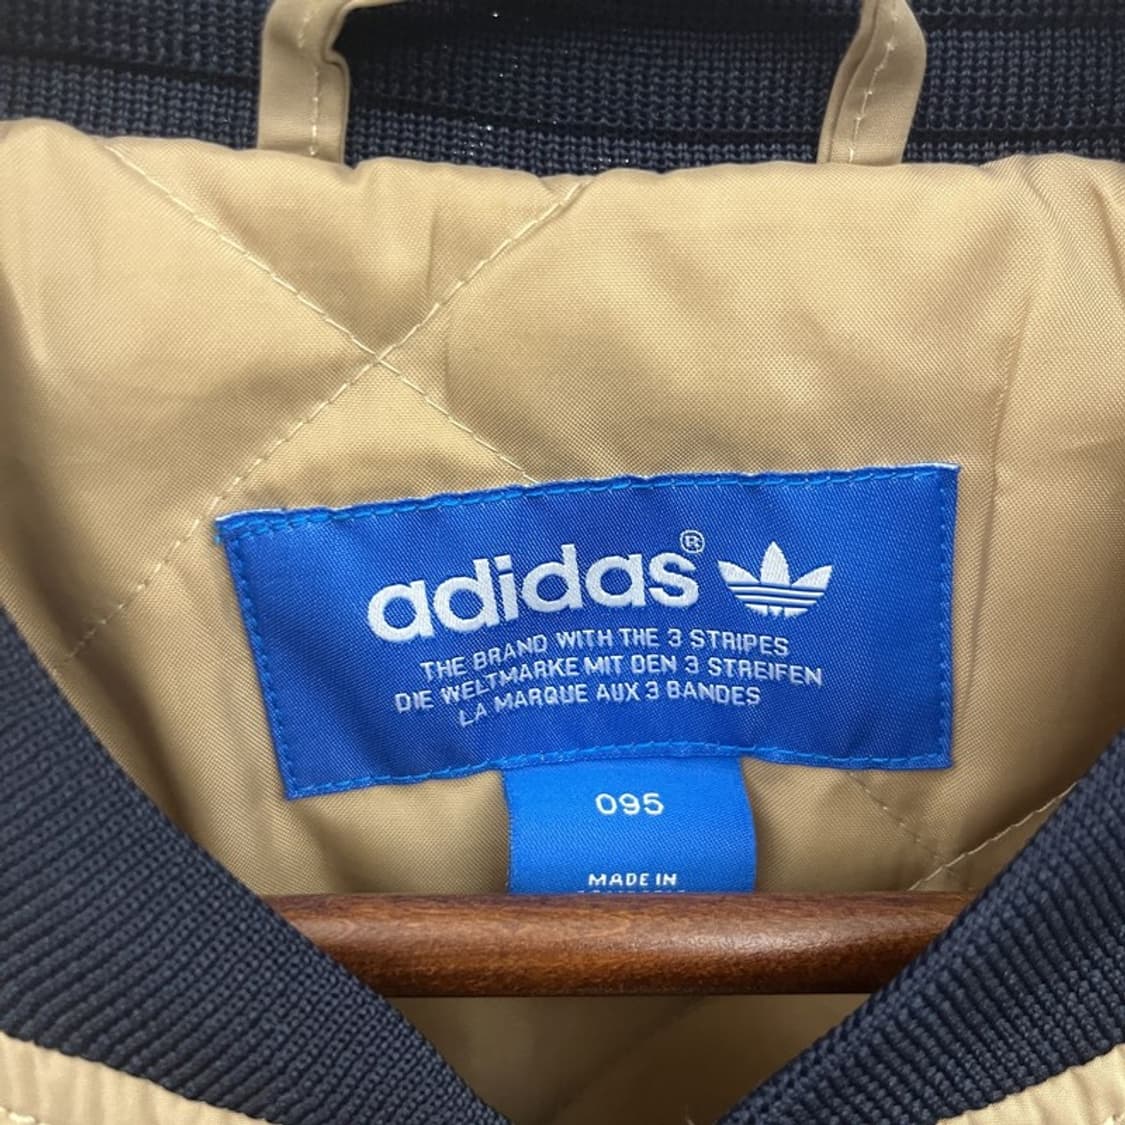 adidas®
THE BRAND WITH THE 3 STRIPES
DIE WELTMARKE MIT DEN 3 STREIFEN
LA MARQUE AUX 3 BANDES
095
MADE IN